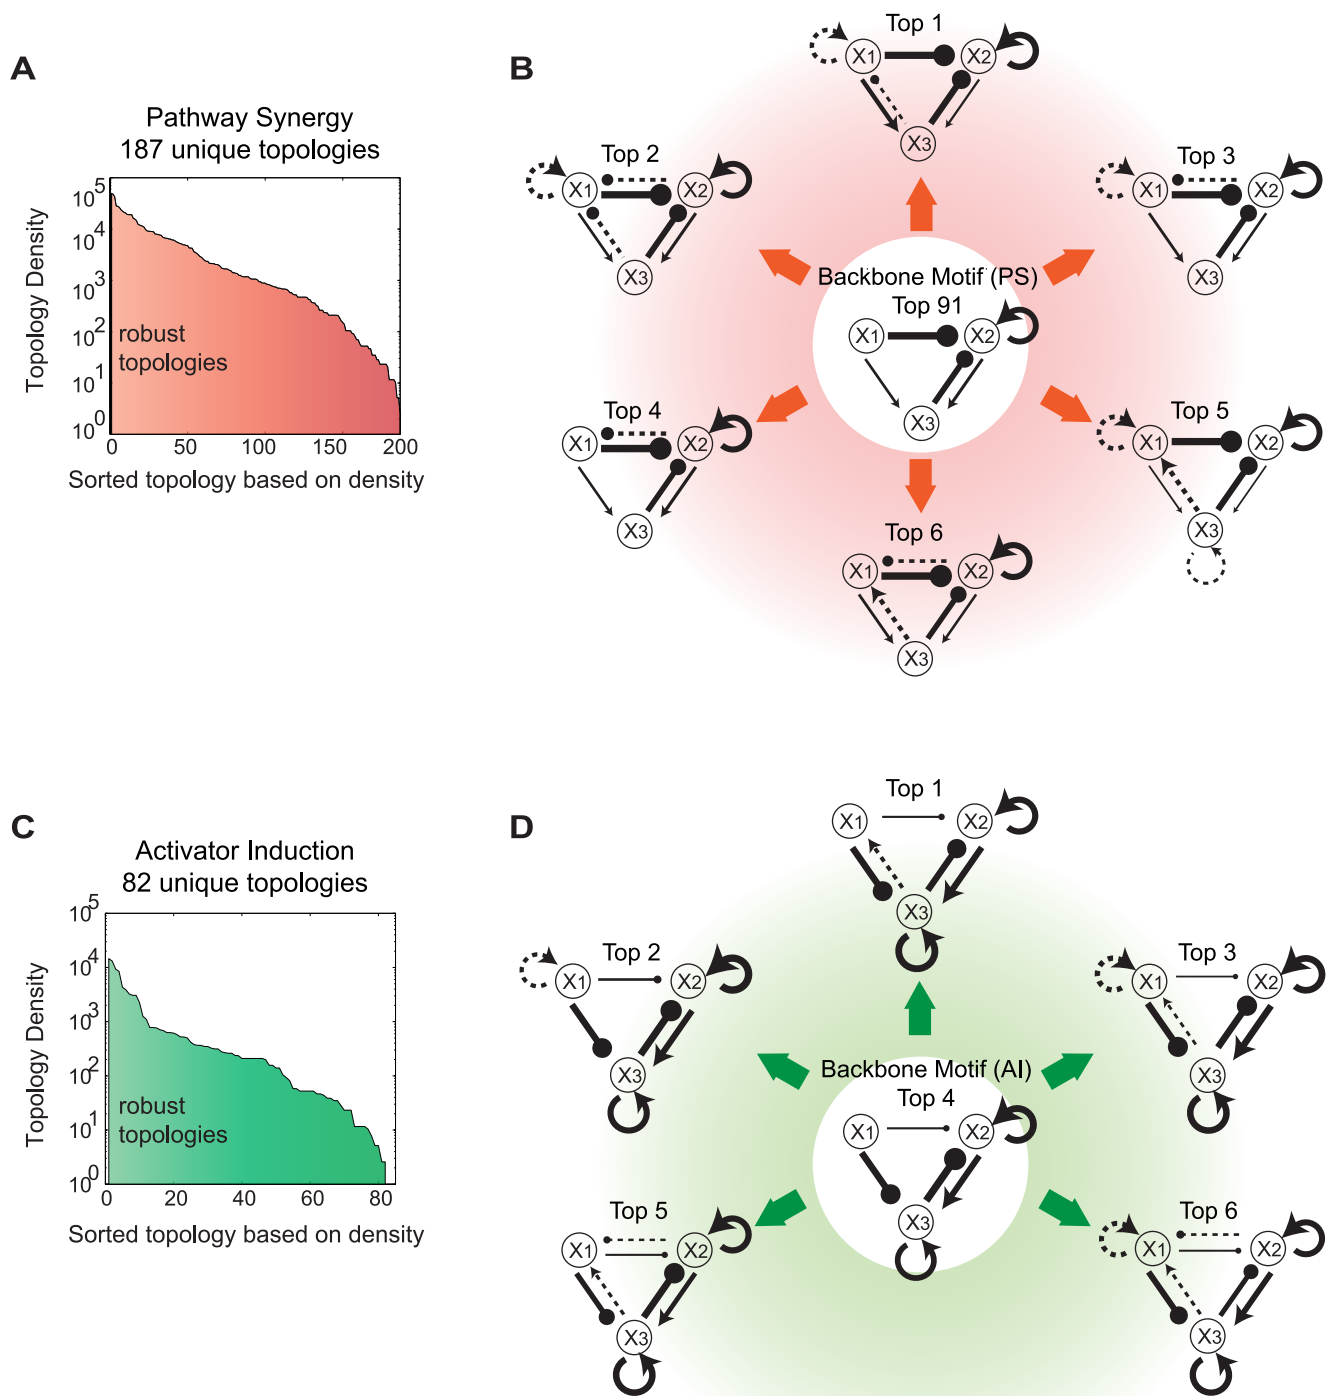 A
Pathway Synergy
187 unique topologies
10^5
10^4
10^3
10^2
10^1
10^0
Topology Density
robust
topologies
0 50 100 150 200
Sorted topology based on density
B
Top 1
X1 X2
X3
Top 2
X1 X2
X3
Top 3
X1 X2
X3
Backbone Motif (PS)
Top 91
X1 X2
X3
Top 4
X1 X2
X3
Top 5
X1 X2
X3
Top 6
X1 X2
X3
C
Activator Induction
82 unique topologies
10^5
10^4
10^3
10^2
10^1
10^0
Topology Density
robust
topologies
0 20 40 60 80
Sorted topology based on density
D
Top 1
X1 X2
X3
Top 2
X1 X2
X3
Top 3
X1 X2
X3
Backbone Motif (AI)
Top 4
X1 X2
X3
Top 5
X1 X2
X3
Top 6
X1 X2
X3